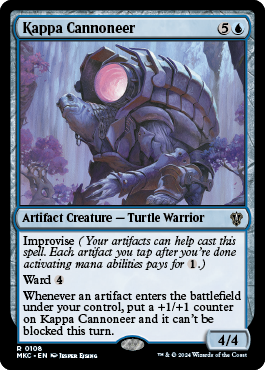 Kappa Cannoneer 5
Artifact Creature — Turtle Warrior
Improvise (Your artifacts can help cast this
spell. Each artifact you tap after you're done
activating mana abilities pays for 1.)
Ward 4
Whenever an artifact enters the battlefield
under your control, put a +1/+1 counter
on Kappa Cannoneer and it can't be
blocked this turn.
4/4
R 0108
MKC • EN Jesper Ejsing
™ & © 2024 Wizards of the Coast